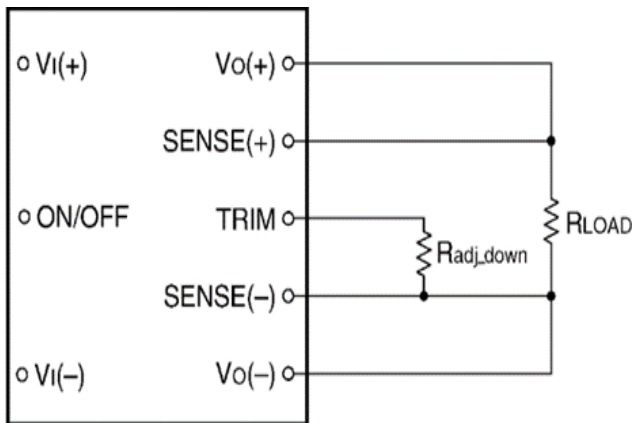 VI(+)
VO(+)
SENSE(+)
ON/OFF
TRIM
RLOAD
Radj_down
SENSE(–)
VI(–)
VO(–)